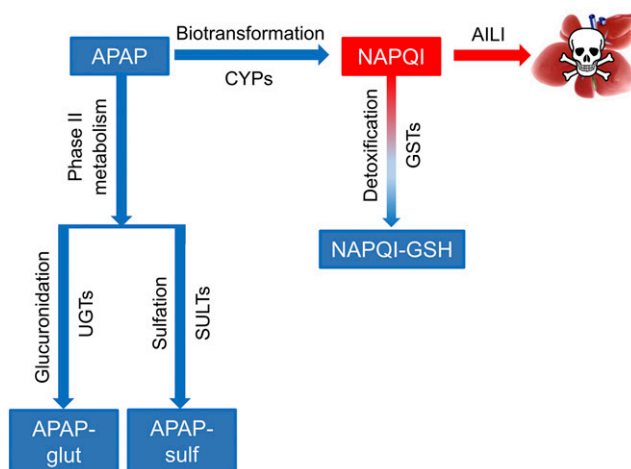 APAP
Biotransformation
CYPs
NAPQI
AILI
Phase II
metabolism
Detoxification
GSTs
NAPQI-GSH
Glucuronidation
UGTs
Sulfation
SULTs
APAP-
glut
APAP-
sulf